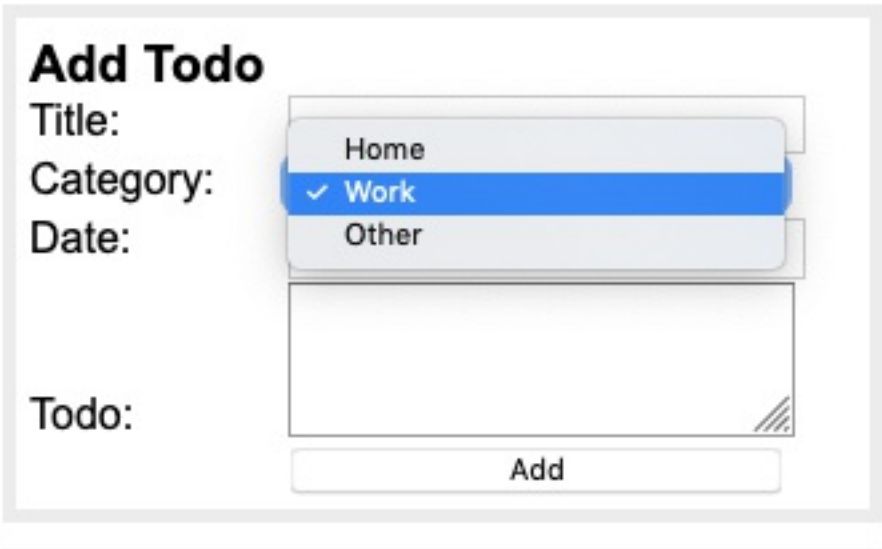 Add Todo
Title:
Home
Category:
✓ Work
Date:
Other
Todo:
Add